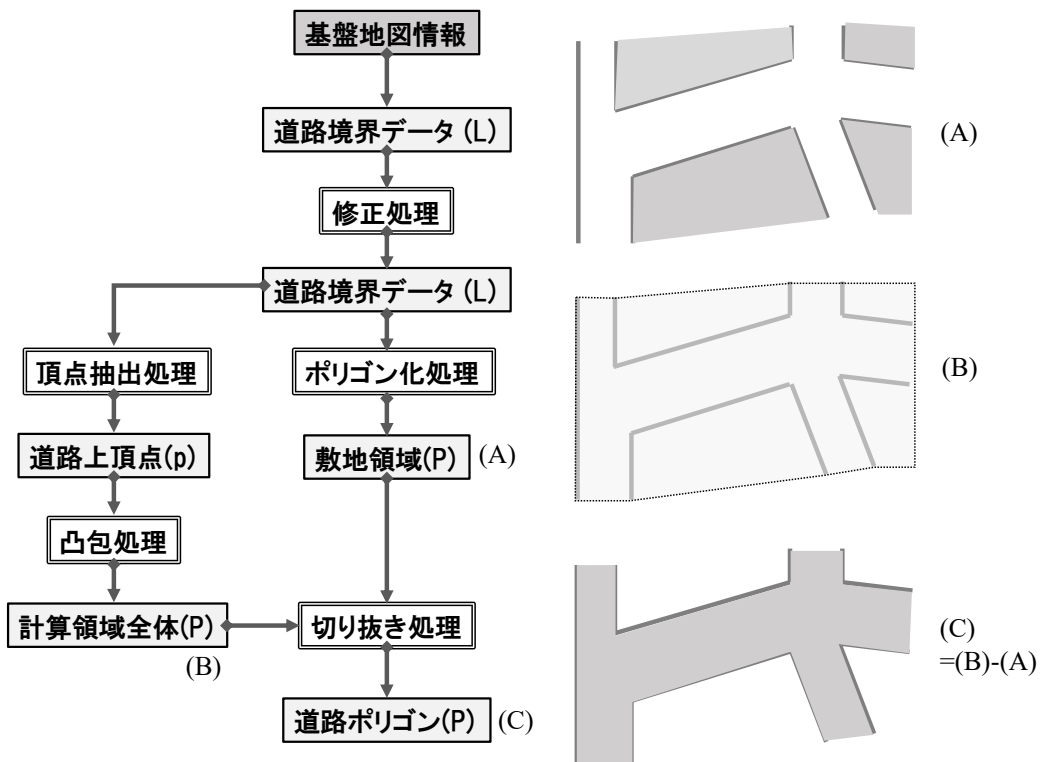 基盤地図情報
道路境界データ(L)
修正処理
道路境界データ(L)
頂点抽出処理
ポリゴン化処理
道路上頂点(p)
敷地領域(P)
(A)
凸包処理
計算領域全体(P)
(B)
切り抜き処理
道路ポリゴン(P)
(C)
(A)
(B)
(C)
=(B)-(A)